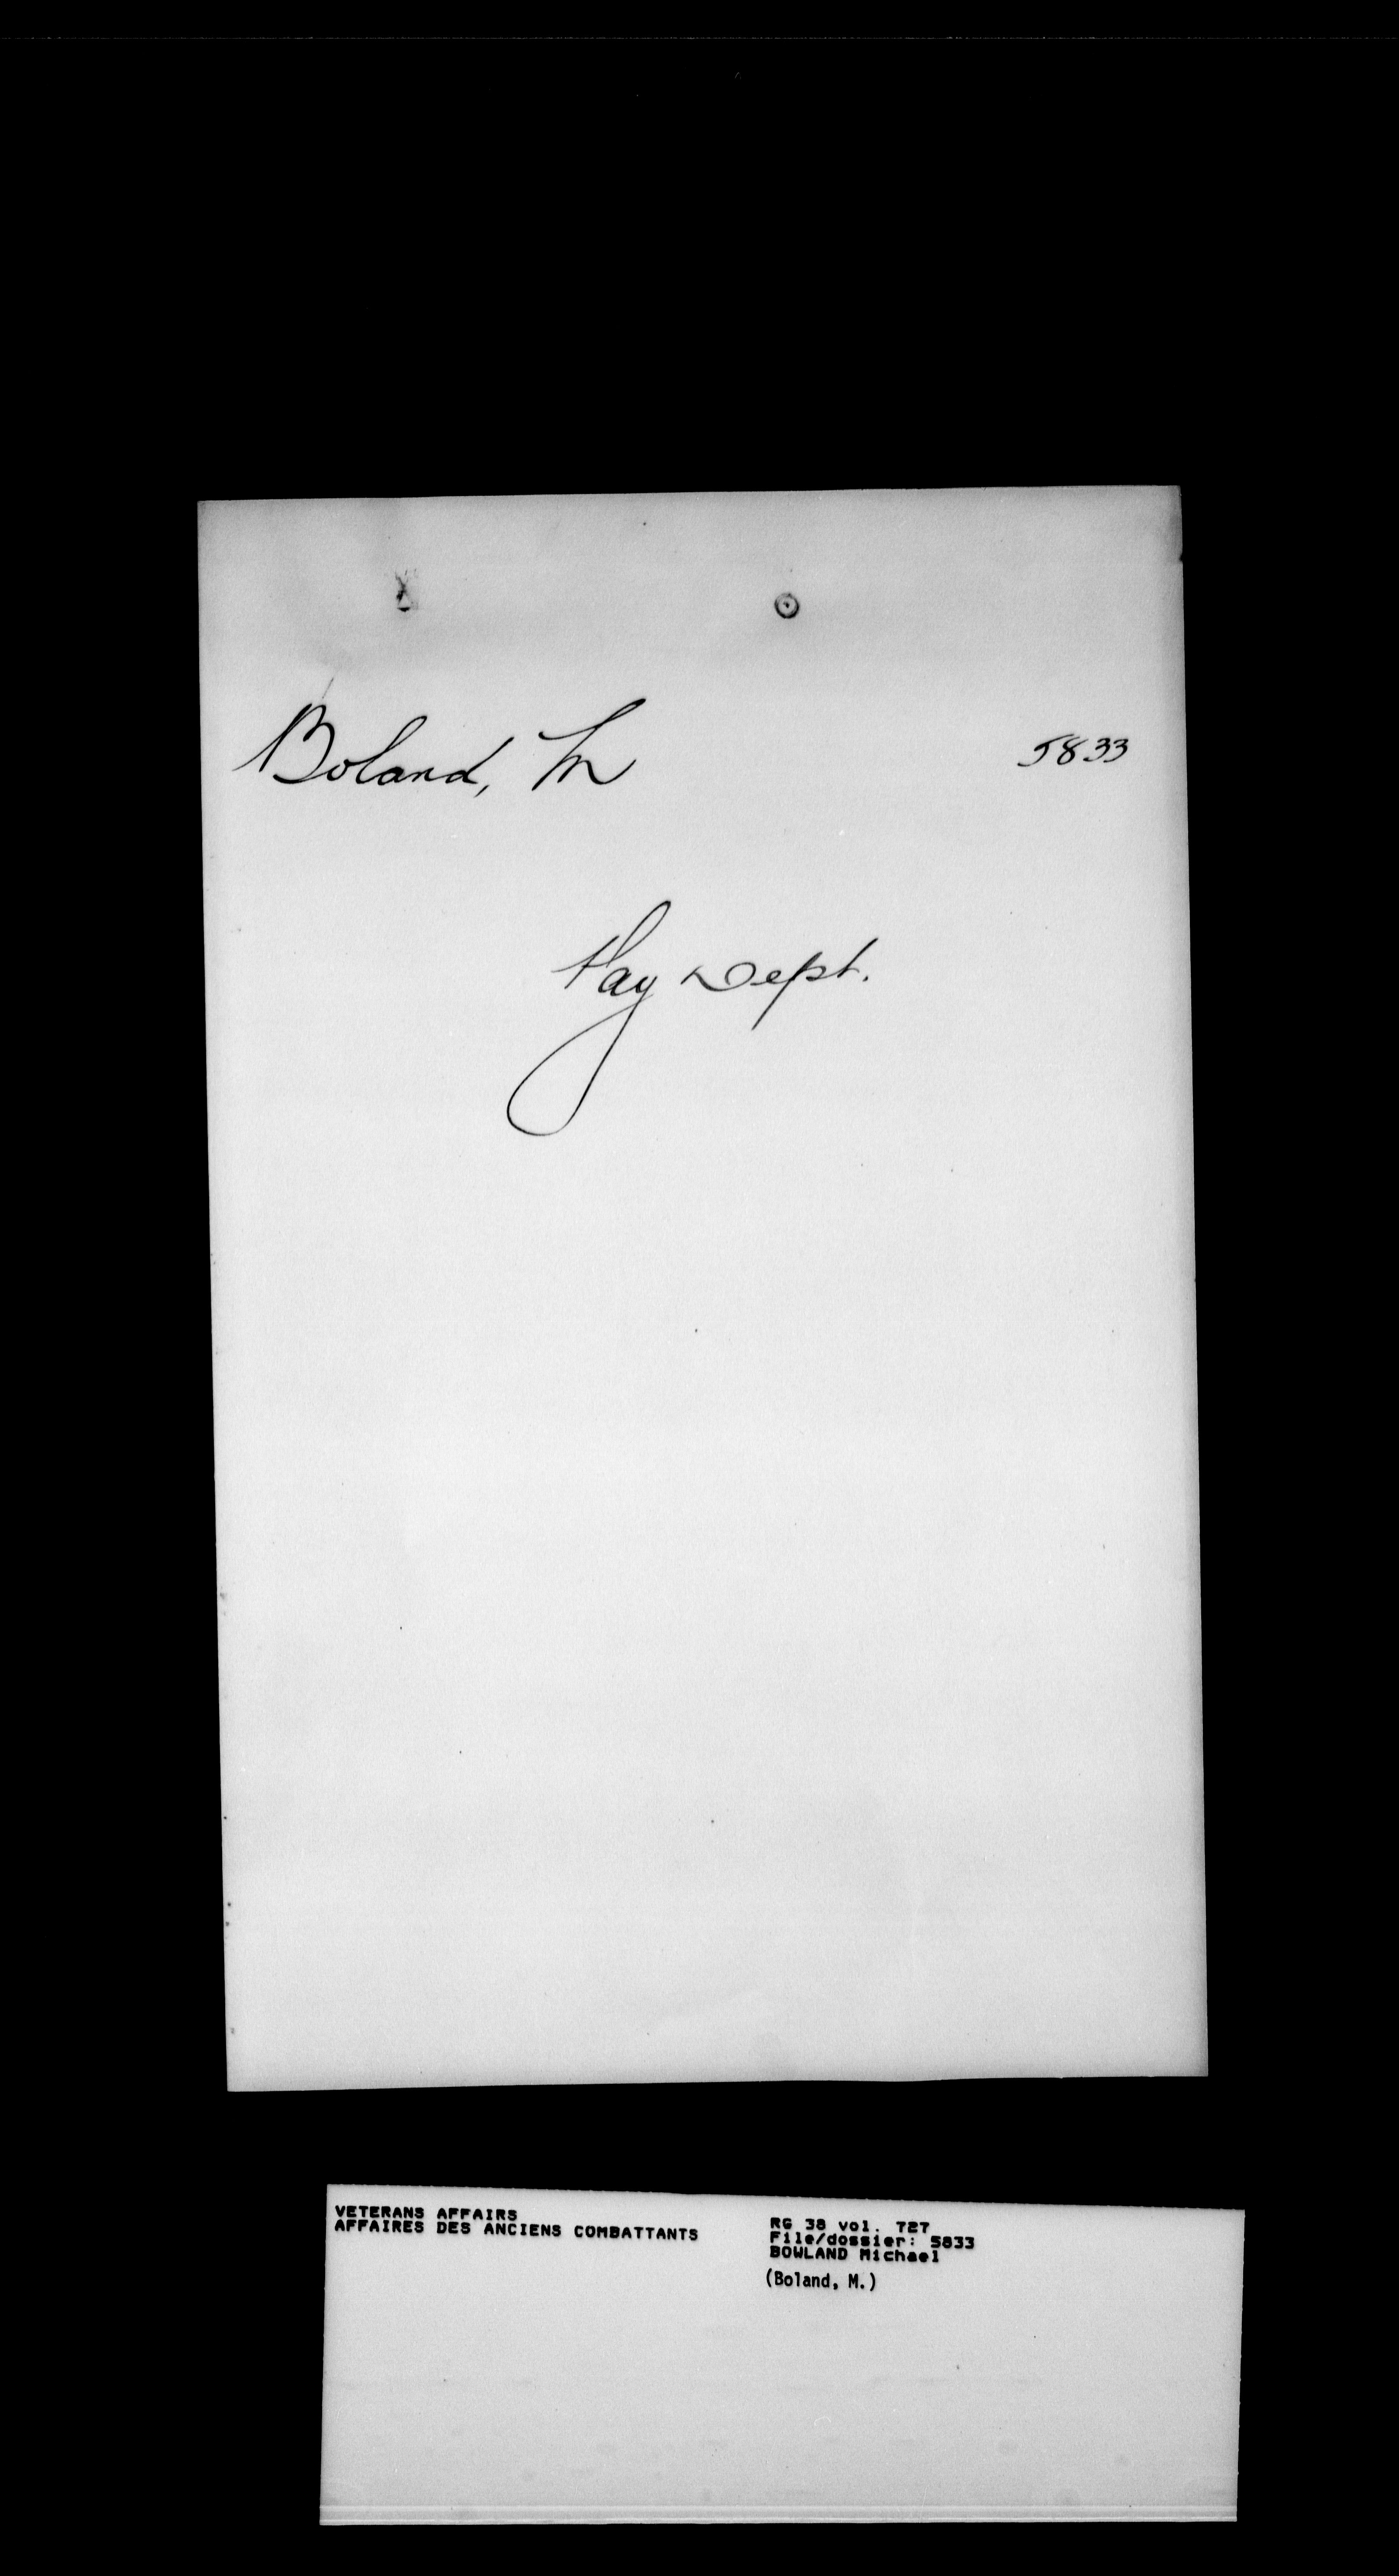 Boland, M
5833
Pay Dept.
VETERANS AFFAIRS
AFFAIRES DES ANCIENS COMBATTANTS
RG 38 vol. 727
File/dossier: 5833
BOWLAND Michael
(Boland, M.)